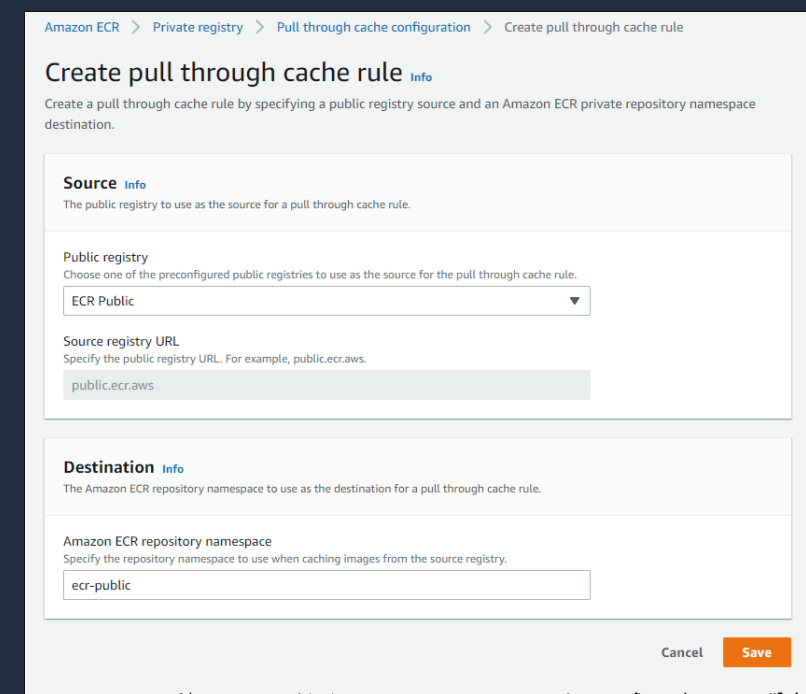 Amazon ECR > Private registry > Pull through cache configuration > Create pull through cache rule
Create pull through cache rule Info
Create a pull through cache rule by specifying a public registry source and an Amazon ECR private repository namespace
destination.
Source Info
The public registry to use as the source for a pull through cache rule.
Public registry
Choose one of the preconfigured public registries to use as the source for the pull through cache rule.
ECR Public
Source registry URL
Specify the public registry URL. For example, public.ecr.aws.
public.ecr.aws
Destination Info
The Amazon ECR repository namespace to use as the destination for a pull through cache rule.
Amazon ECR repository namespace
Specify the repository namespace to use when caching images from the source registry.
ecr-public
Cancel Save